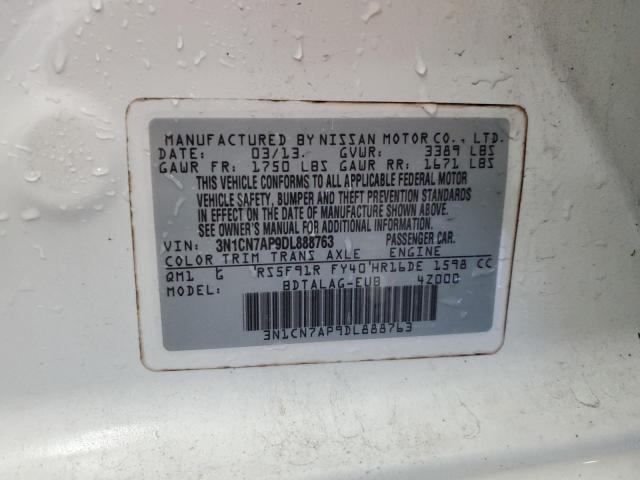 MANUFACTURED BY NISSAN MOTOR CO., LTD.
DATE: 03/13. GVWR: 3389 LBS
GAWR FR: 1750 LBS GAWR RR: 1671 LBS
THIS VEHICLE CONFORMS TO ALL APPLICABLE FEDERAL MOTOR
VEHICLE SAFETY, BUMPER AND THEFT PREVENTION STANDARDS
IN EFFECT ON THE DATE OF MANUFACTURE SHOWN ABOVE.
SEE OWNER'S MANUAL FOR ADDITIONAL INFORMATION.
VIN: 3N1CN7AP9DL888763 PASSENGER CAR.
COLOR TRIM TRANS AXLE ENGINE
QM1 G RS5F91R FY40 HR16DE 1598 CC
MODEL: BDTALAG-EUB 4Z000
3N1CN7AP9DL888763